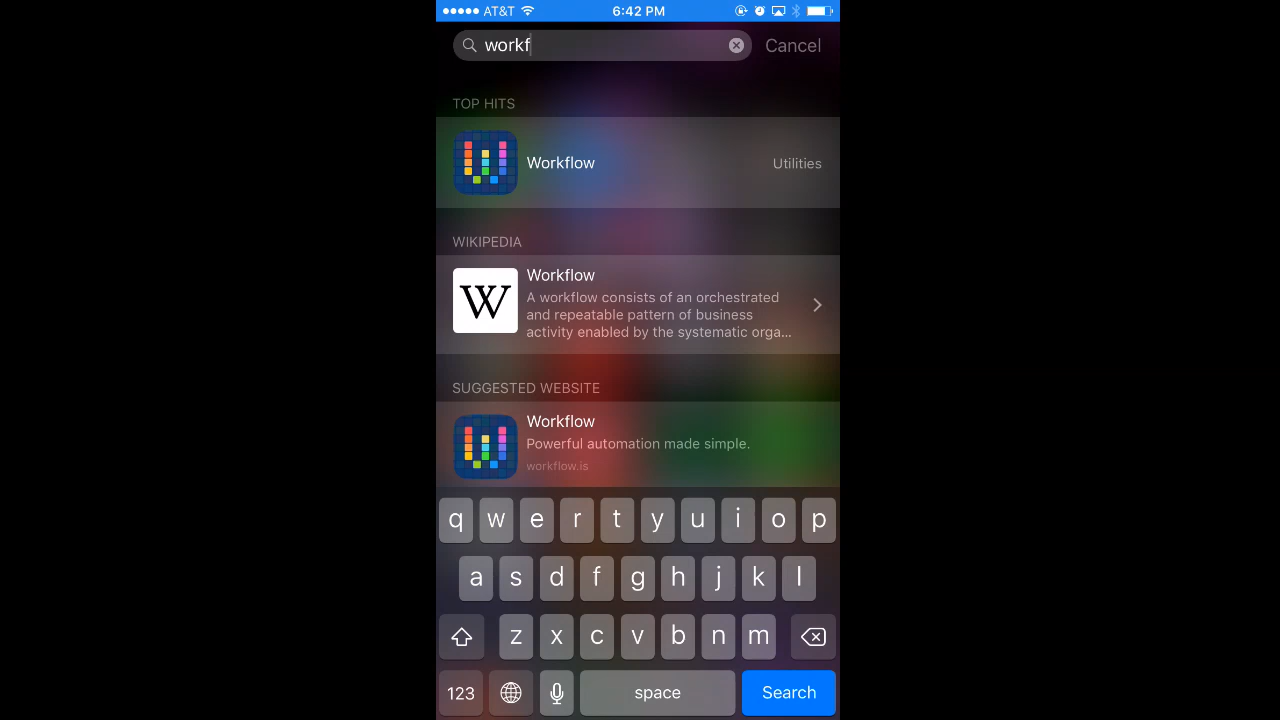 AT&T 6:42 PM
workf Cancel
TOP HITS
Workflow Utilities
WIKIPEDIA
W
Workflow
A workflow consists of an orchestrated
and repeatable pattern of business
activity enabled by the systematic orga...
SUGGESTED WEBSITE
Workflow
Powerful automation made simple.
workflow.is
q w e r t y u i o p
a s d f g h j k l
z x c v b n m
123 space Search